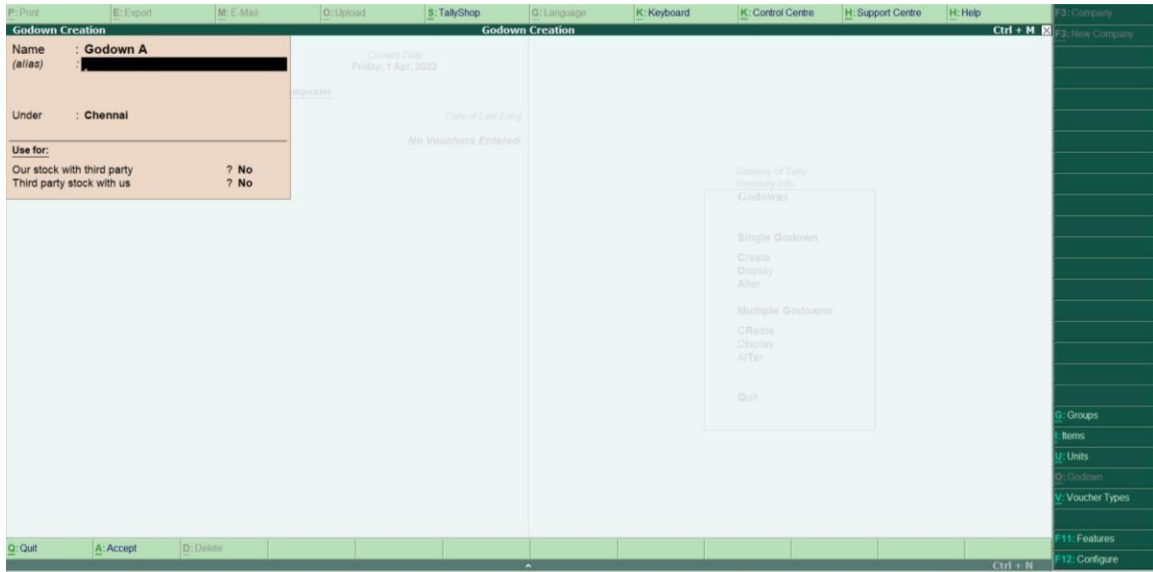 P: Print E: Export M: E-Mail O: Upload S: TallyShop G: Language K: Keyboard K: Control Centre H: Support Centre H: Help F3: Company
Godown Creation Godown Creation Ctrl + M F3: New Company
Name : Godown A
(alias) :
Under : Chennai
Use for:
Our stock with third party ? No
Third party stock with us ? No
Current Date
Friday, 1 Apr, 2022
ompanies
Date of Last Entry
No Vouchers Entered
Gateway of Tally
Inventory Info.
Godowns
Single Godown
Create
Display
Alter
Multiple Godowns
CReate
DIsplay
AlTer
Quit
G: Groups
I: Items
U: Units
O: Godown
V: Voucher Types
F11: Features
F12: Configure
Q: Quit A: Accept D: Delete
Ctrl + N